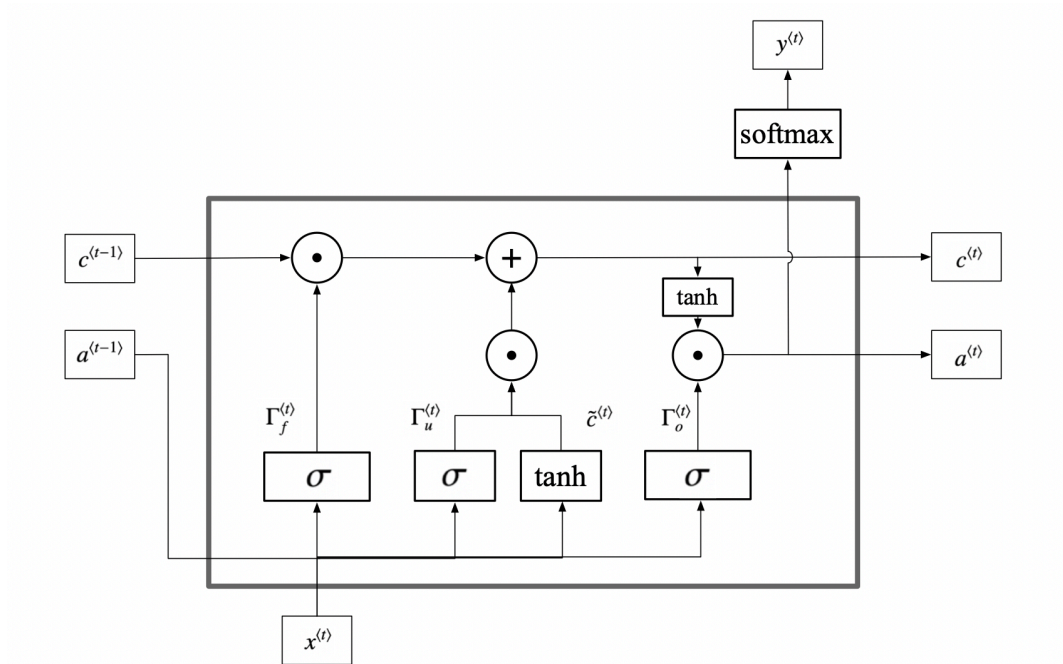 y⟨t⟩
softmax
c⟨t−1⟩
+
c⟨t⟩
tanh
a⟨t−1⟩
a⟨t⟩
Γf⟨t⟩
Γu⟨t⟩
c̃⟨t⟩
Γo⟨t⟩
σ
σ
tanh
σ
x⟨t⟩